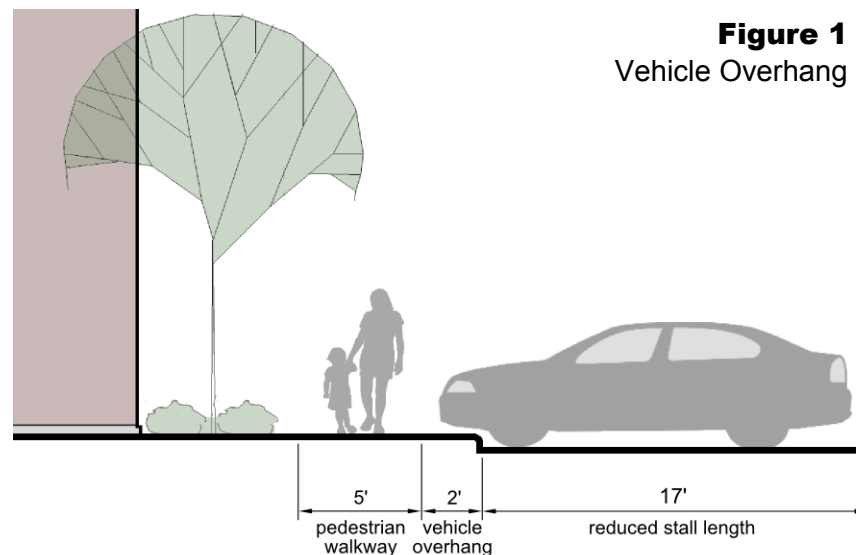 Figure 1
Vehicle Overhang
5'
2'
17'
pedestrian
walkway
vehicle
overhang
reduced stall length